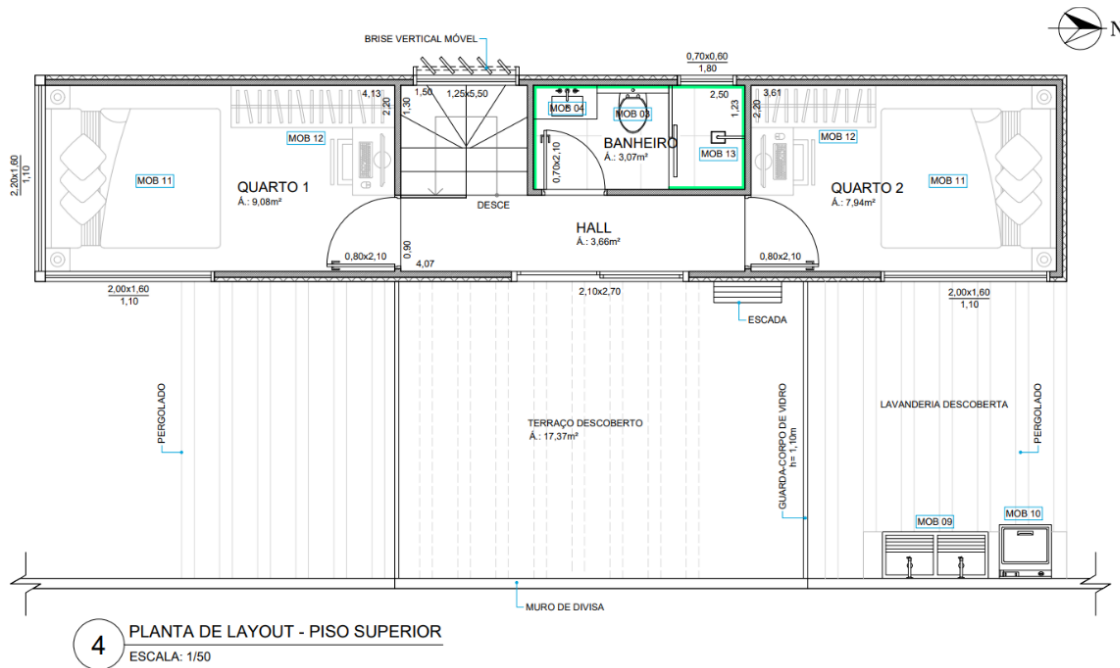 N
BRISE VERTICAL MÓVEL
0,70x0,60
1,80
4,13
2,20
1,30
1,50
1,25x5,50
MOB 04
MOB 03
2,50
1,23
2,20
3,61
MOB 12
BANHEIRO
Á.: 3,07m²
MOB 13
MOB 12
2,20x1,60
1,10
MOB 11
QUARTO 1
Á.: 9,08m²
0,70x2,10
QUARTO 2
Á.: 7,94m²
MOB 11
DESCE
HALL
Á.: 3,66m²
0,80x2,10
0,90
4,07
0,80x2,10
2,00x1,60
1,10
2,10x2,70
2,00x1,60
1,10
ESCADA
PERGOLADO
TERRAÇO DESCOBERTO
Á.: 17,37m²
GUARDA-CORPO DE VIDRO
h= 1,10m
LAVANDERIA DESCOBERTA
PERGOLADO
MOB 09
MOB 10
MURO DE DIVISA
4
PLANTA DE LAYOUT - PISO SUPERIOR
ESCALA: 1/50